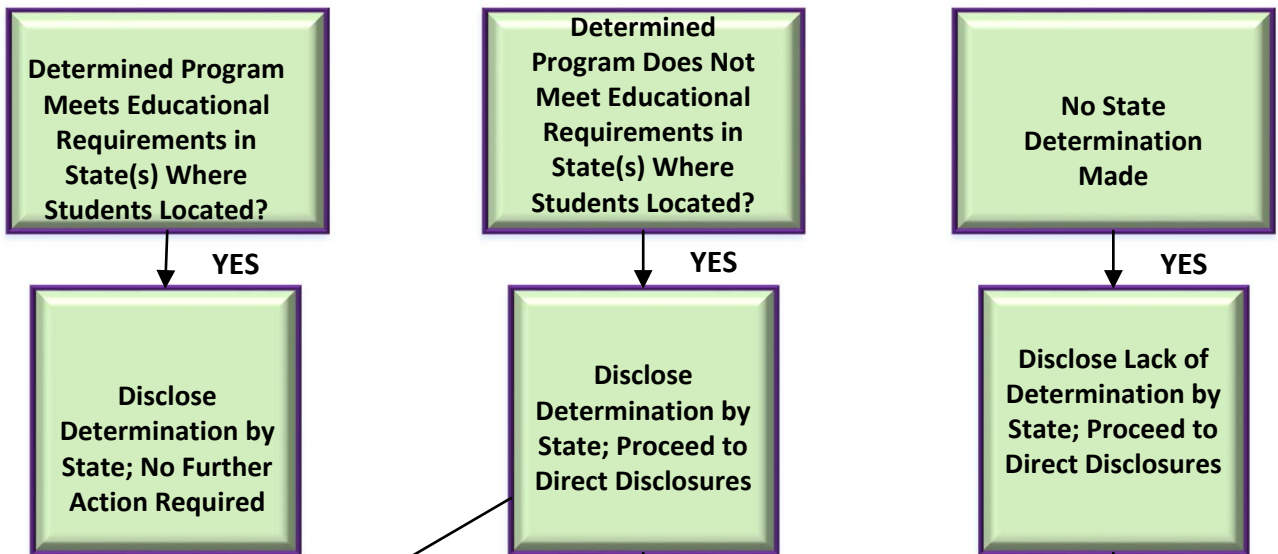 Determined Program
Meets Educational
Requirements in
State(s) Where
Students Located?
Determined
Program Does Not
Meet Educational
Requirements in
State(s) Where
Students Located?
No State
Determination
Made
YES
YES
YES
Disclose
Determination by
State; No Further
Action Required
Disclose
Determination by
State; Proceed to
Direct Disclosures
Disclose Lack of
Determination by
State; Proceed to
Direct Disclosures